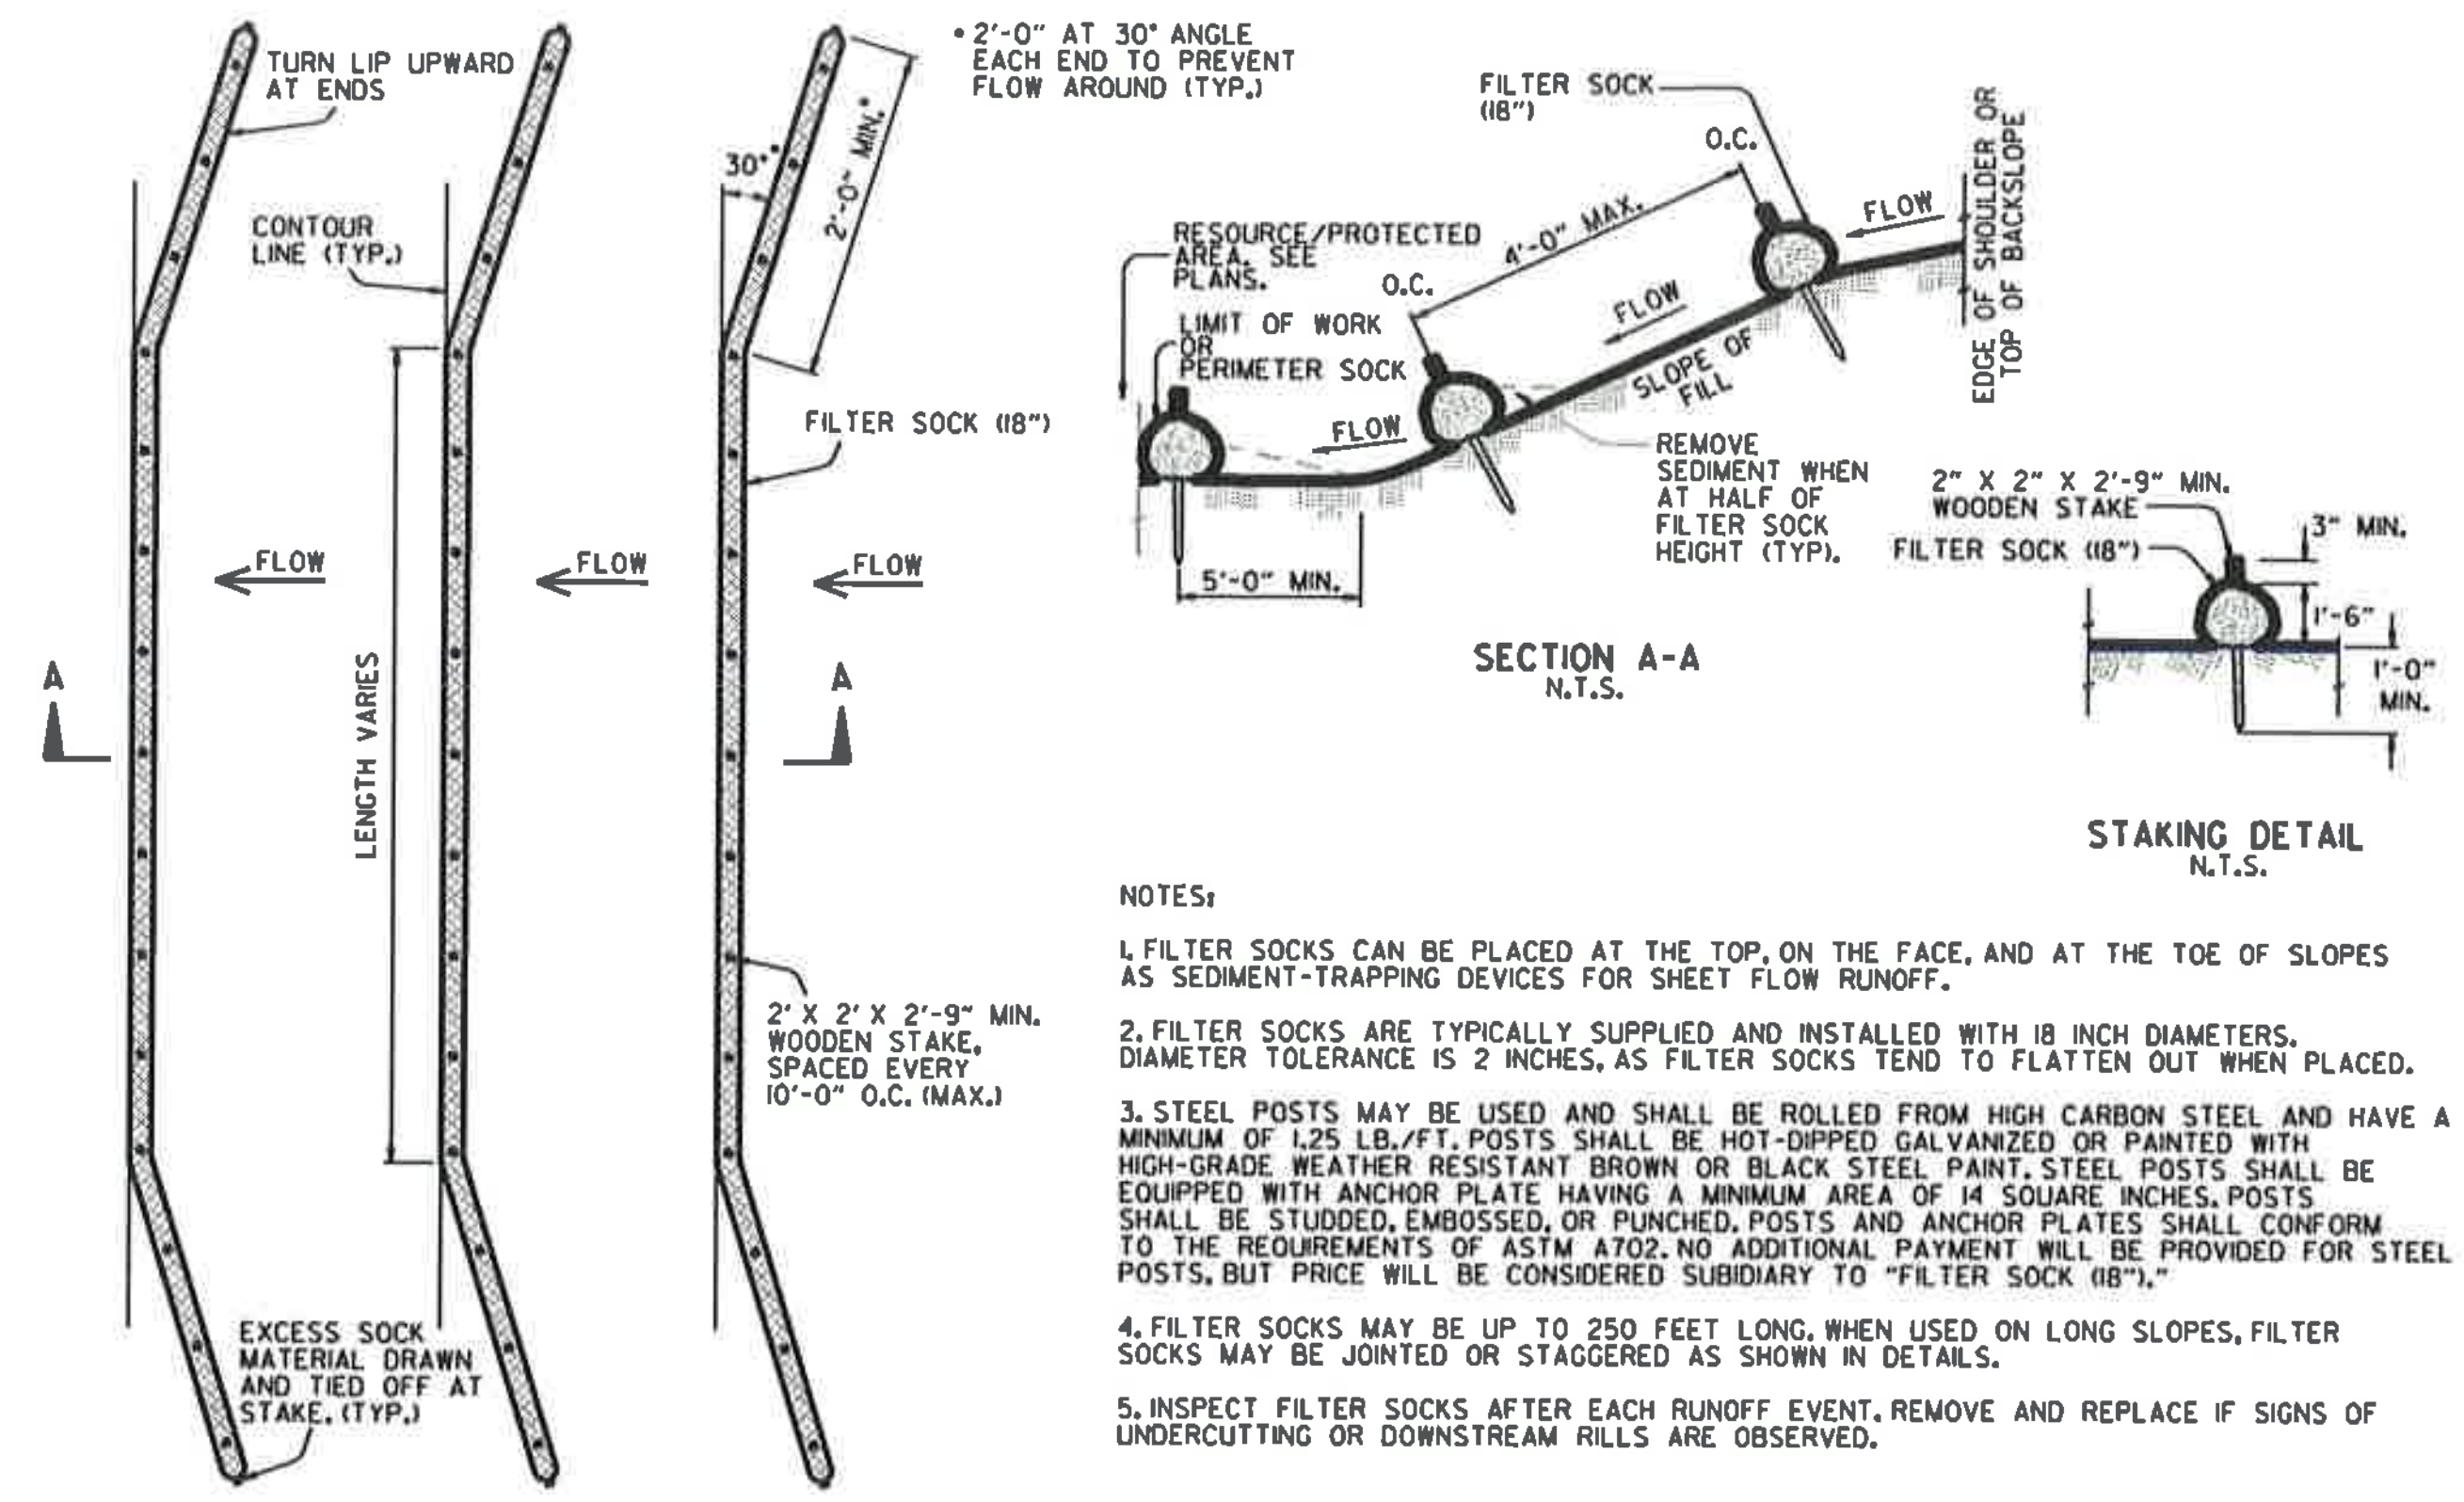 TURN LIP UPWARD
AT ENDS
CONTOUR
LINE (TYP.)
30°•
2'-0" MIN.•
• 2'-0" AT 30° ANGLE
EACH END TO PREVENT
FLOW AROUND (TYP.)
FILTER SOCK (18")
FLOW
FLOW
FLOW
A
A
LENGTH VARIES
2' X 2' X 2'-9" MIN.
WOODEN STAKE,
SPACED EVERY
10'-0" O.C. (MAX.)
EXCESS SOCK
MATERIAL DRAWN
AND TIED OFF AT
STAKE. (TYP.)
FILTER SOCK
(18")
O.C.
4'-0" MAX.
O.C.
FLOW
EDGE OF SHOULDER OR
TOP OF BACKSLOPE
RESOURCE/PROTECTED
AREA. SEE
PLANS.
LIMIT OF WORK
OR
PERIMETER SOCK
FLOW
SLOPE OF
FILL
FLOW
REMOVE
SEDIMENT WHEN
AT HALF OF
FILTER SOCK
HEIGHT (TYP).
5'-0" MIN.
SECTION A-A
N.T.S.
2" X 2" X 2'-9" MIN.
WOODEN STAKE
FILTER SOCK (18")
3" MIN.
1'-6"
1'-0"
MIN.
STAKING DETAIL
N.T.S.
NOTES:
1. FILTER SOCKS CAN BE PLACED AT THE TOP, ON THE FACE, AND AT THE TOE OF SLOPES
AS SEDIMENT-TRAPPING DEVICES FOR SHEET FLOW RUNOFF.
2. FILTER SOCKS ARE TYPICALLY SUPPLIED AND INSTALLED WITH 18 INCH DIAMETERS.
DIAMETER TOLERANCE IS 2 INCHES, AS FILTER SOCKS TEND TO FLATTEN OUT WHEN PLACED.
3. STEEL POSTS MAY BE USED AND SHALL BE ROLLED FROM HIGH CARBON STEEL AND HAVE A
MINIMUM OF 1.25 LB./FT. POSTS SHALL BE HOT-DIPPED GALVANIZED OR PAINTED WITH
HIGH-GRADE WEATHER RESISTANT BROWN OR BLACK STEEL PAINT. STEEL POSTS SHALL BE
EQUIPPED WITH ANCHOR PLATE HAVING A MINIMUM AREA OF 14 SQUARE INCHES. POSTS
SHALL BE STUDDED, EMBOSSED, OR PUNCHED. POSTS AND ANCHOR PLATES SHALL CONFORM
TO THE REQUIREMENTS OF ASTM A702. NO ADDITIONAL PAYMENT WILL BE PROVIDED FOR STEEL
POSTS, BUT PRICE WILL BE CONSIDERED SUBIDIARY TO "FILTER SOCK (18")."
4. FILTER SOCKS MAY BE UP TO 250 FEET LONG. WHEN USED ON LONG SLOPES, FILTER
SOCKS MAY BE JOINTED OR STAGGERED AS SHOWN IN DETAILS.
5. INSPECT FILTER SOCKS AFTER EACH RUNOFF EVENT. REMOVE AND REPLACE IF SIGNS OF
UNDERCUTTING OR DOWNSTREAM RILLS ARE OBSERVED.